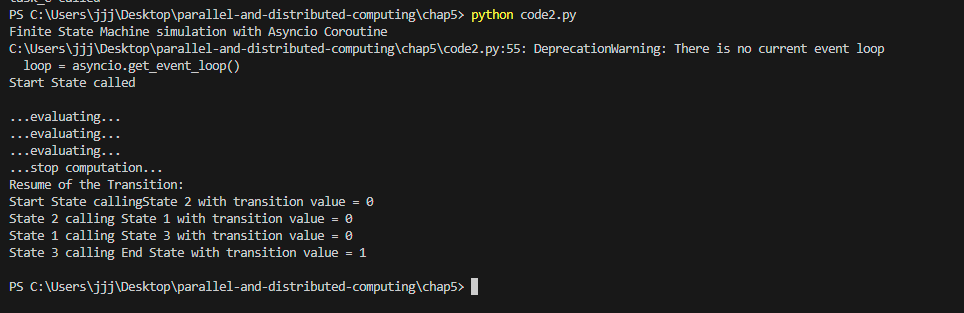 PS C:\Users\jjj\Desktop\parallel-and-distributed-computing\chap5> python code2.py
Finite State Machine simulation with Asyncio Coroutine
C:\Users\jjj\Desktop\parallel-and-distributed-computing\chap5\code2.py:55: DeprecationWarning: There is no current event loop
  loop = asyncio.get_event_loop()
Start State called

...evaluating...
...evaluating...
...evaluating...
...stop computation...
Resume of the Transition:
Start State callingState 2 with transition value = 0
State 2 calling State 1 with transition value = 0
State 1 calling State 3 with transition value = 0
State 3 calling End State with transition value = 1

PS C:\Users\jjj\Desktop\parallel-and-distributed-computing\chap5>